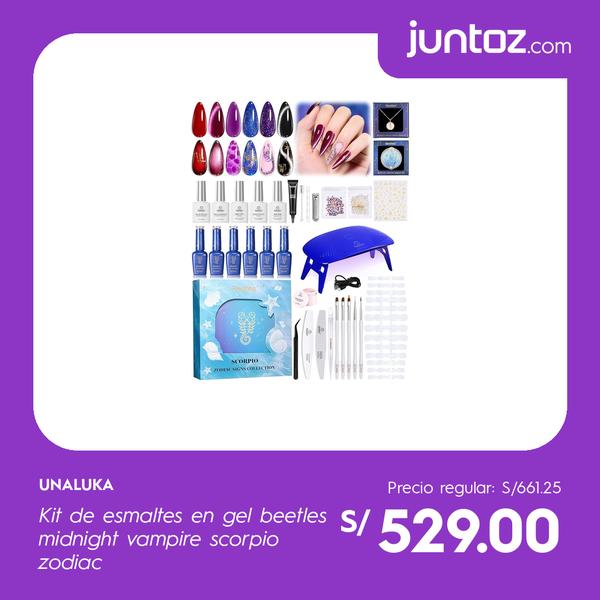 juntoz.com
SCORPIO
ZODIAC SIGNS COLLECTION
UNALUKA
Precio regular: S/661.25
Kit de esmaltes en gel beetles
midnight vampire scorpio
zodiac
S/ 529.00